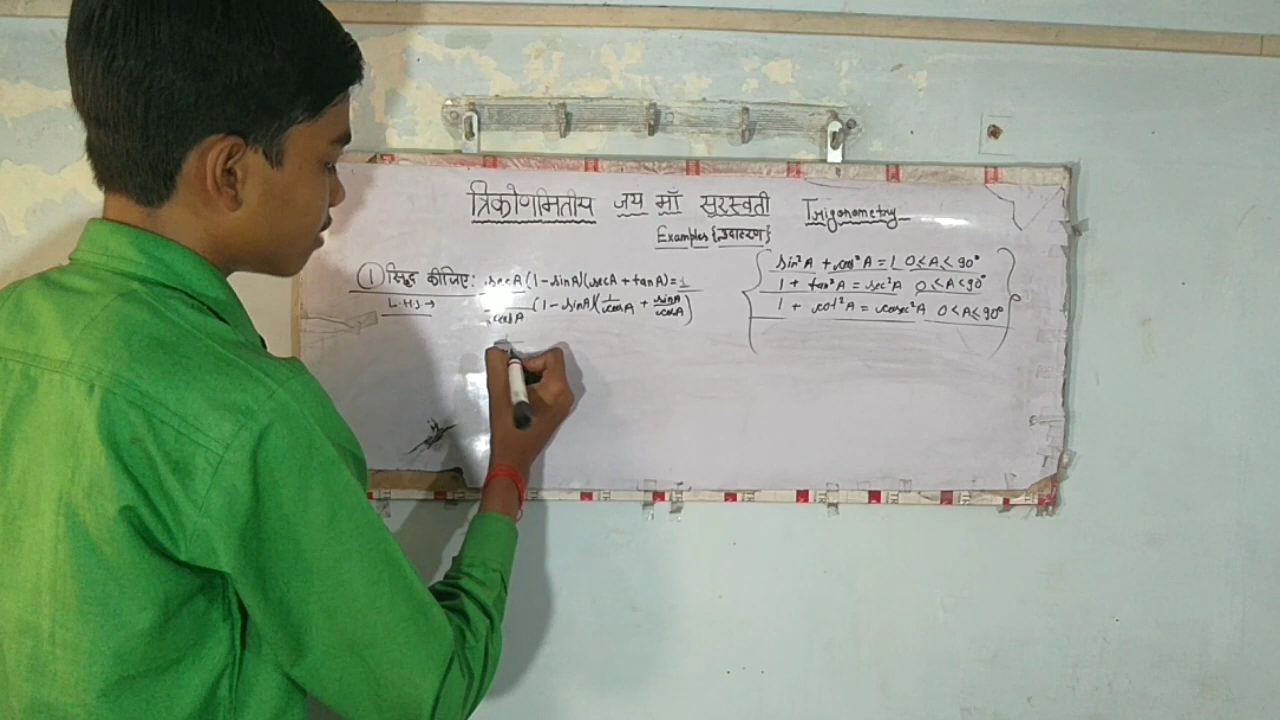 त्रिकोणमितीय जय माँ सुरस्वती Trigonometry
Examples {उदाहरण}
① सिद्ध कीजिए: secA(1-sinA)(secA+tanA)=1
L.H.S → 1/cosA (1-sinA)(1/cosA + sinA/cosA)
sin²A + cos²A = 1 0≤A≤90°
1 + tan²A = sec²A 0≤A<90°
1 + cot²A = cosec²A 0<A≤90°